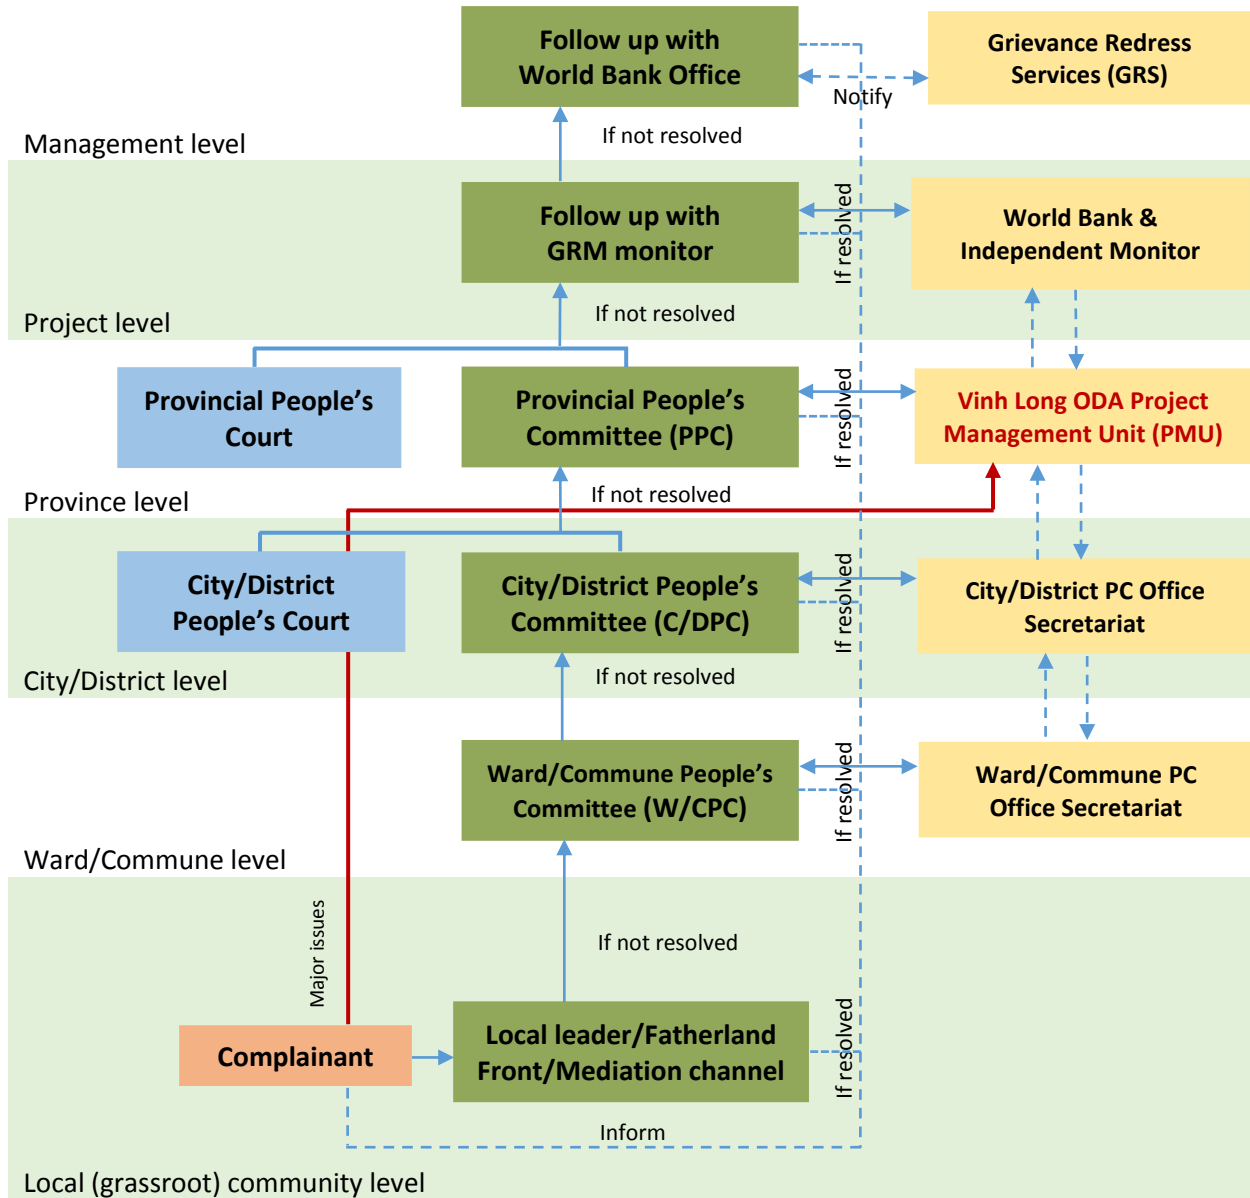 Follow up with
World Bank Office
Grievance Redress
Services (GRS)
Notify
If not resolved
Management level
Follow up with
GRM monitor
If resolved
World Bank &
Independent Monitor
If not resolved
Project level
Provincial People's
Court
Provincial People's
Committee (PPC)
If resolved
Vinh Long ODA Project
Management Unit (PMU)
If not resolved
Province level
City/District
People's Court
City/District People's
Committee (C/DPC)
If resolved
City/District PC Office
Secretariat
If not resolved
City/District level
Ward/Commune People's
Committee (W/CPC)
If resolved
Ward/Commune PC
Office Secretariat
Ward/Commune level
Major issues
If not resolved
Complainant
Local leader/Fatherland
Front/Mediation channel
If resolved
Inform
Local (grassroot) community level